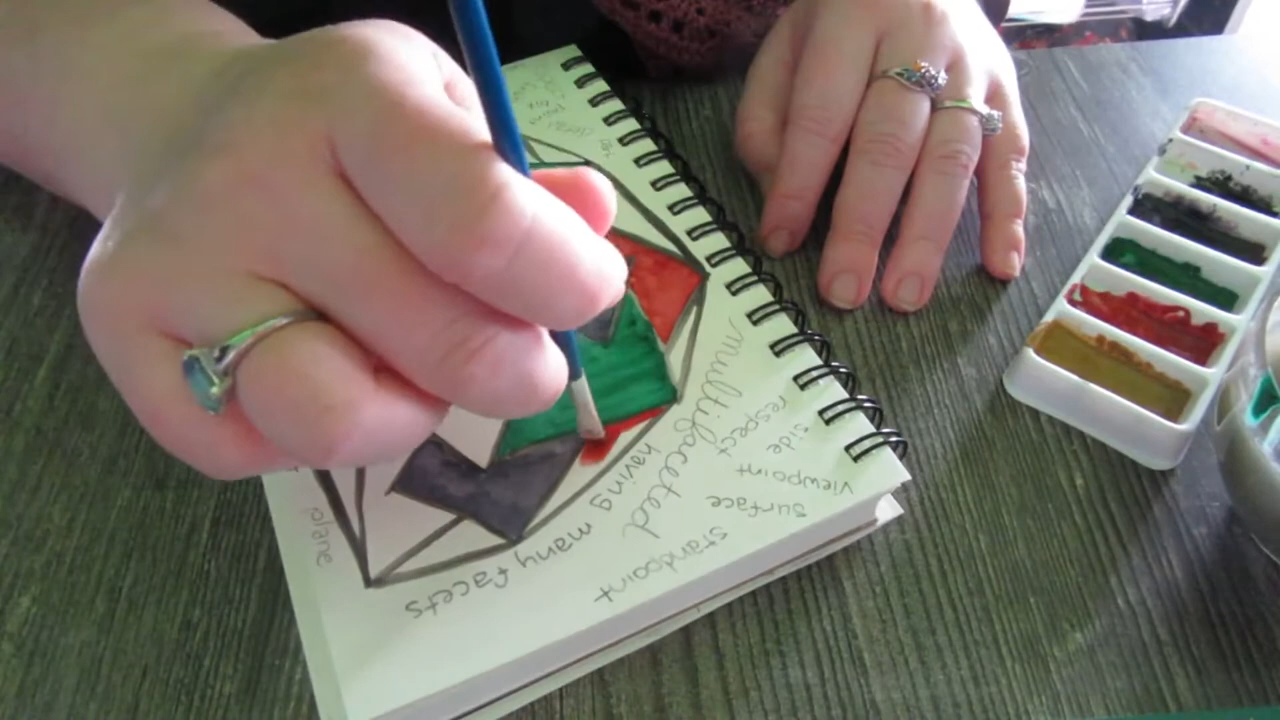 multifaceted
having many facets
respect
side
viewpoint
surface
standpoint
plane